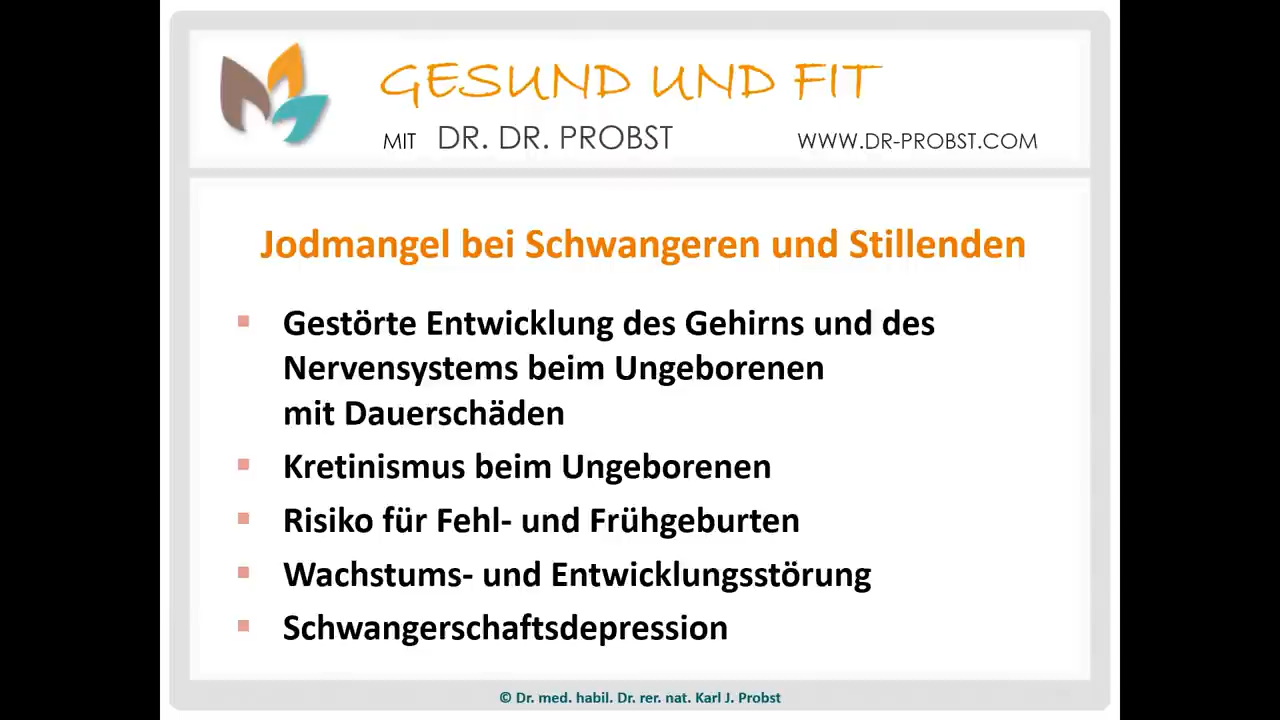 GESUND UND FIT
MIT DR. DR. PROBST WWW.DR-PROBST.COM
Jodmangel bei Schwangeren und Stillenden
▪ Gestörte Entwicklung des Gehirns und des
Nervensystems beim Ungeborenen
mit Dauerschäden
▪ Kretinismus beim Ungeborenen
▪ Risiko für Fehl- und Frühgeburten
▪ Wachstums- und Entwicklungsstörung
▪ Schwangerschaftsdepression
© Dr. med. habil. Dr. rer. nat. Karl J. Probst